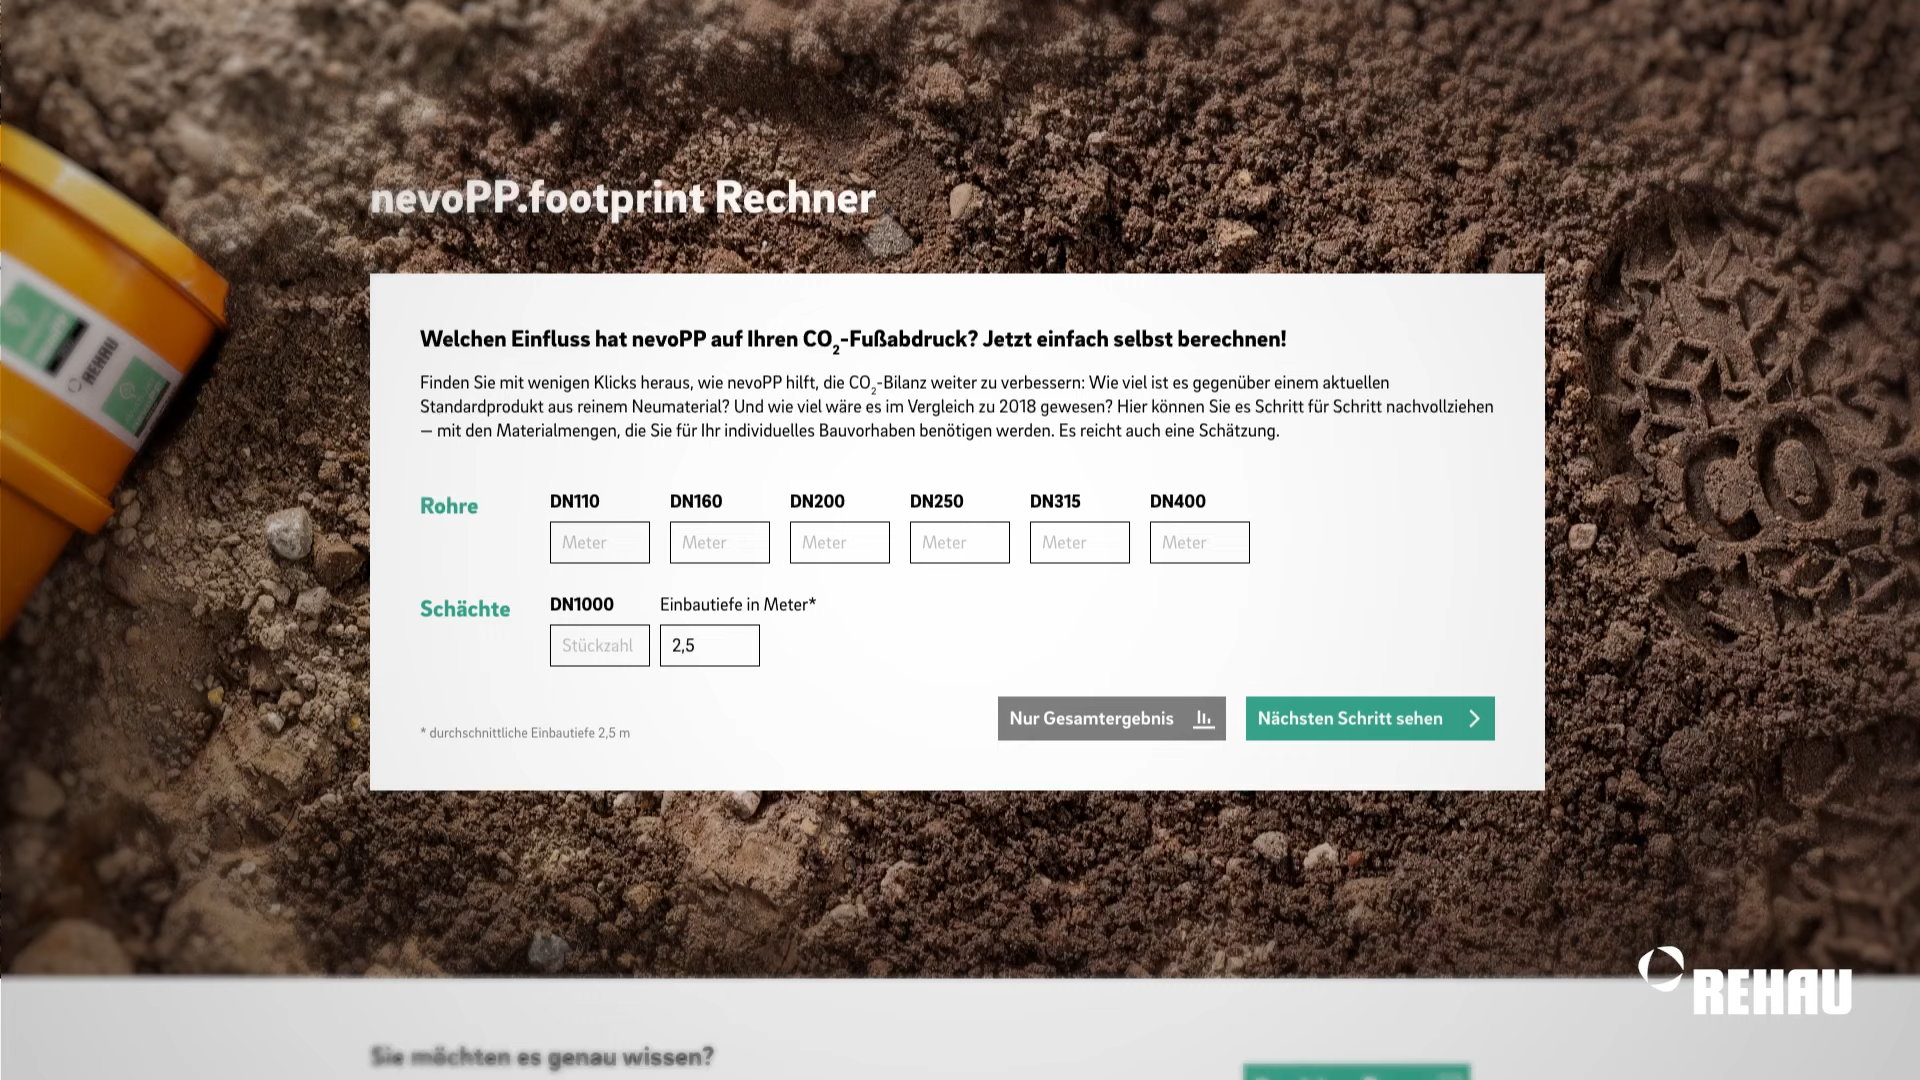 nevoPP.footprint Rechner
Welchen Einfluss hat nevoPP auf Ihren CO₂-Fußabdruck? Jetzt einfach selbst berechnen!
Finden Sie mit wenigen Klicks heraus, wie nevoPP hilft, die CO₂-Bilanz weiter zu verbessern: Wie viel ist es gegenüber einem aktuellen
Standardprodukt aus reinem Neumaterial? Und wie viel wäre es im Vergleich zu 2018 gewesen? Hier können Sie es Schritt für Schritt nachvollziehen
– mit den Materialmengen, die Sie für Ihr individuelles Bauvorhaben benötigen werden. Es reicht auch eine Schätzung.
Rohre DN110 DN160 DN200 DN250 DN315 DN400
Meter Meter Meter Meter Meter Meter
Schächte DN1000 Einbautiefe in Meter*
Stückzahl 2,5
Nur Gesamtergebnis Nächsten Schritt sehen
* durchschnittliche Einbautiefe 2,5 m
REHAU
CO₂
REHAU
Sie möchten es genau wissen?